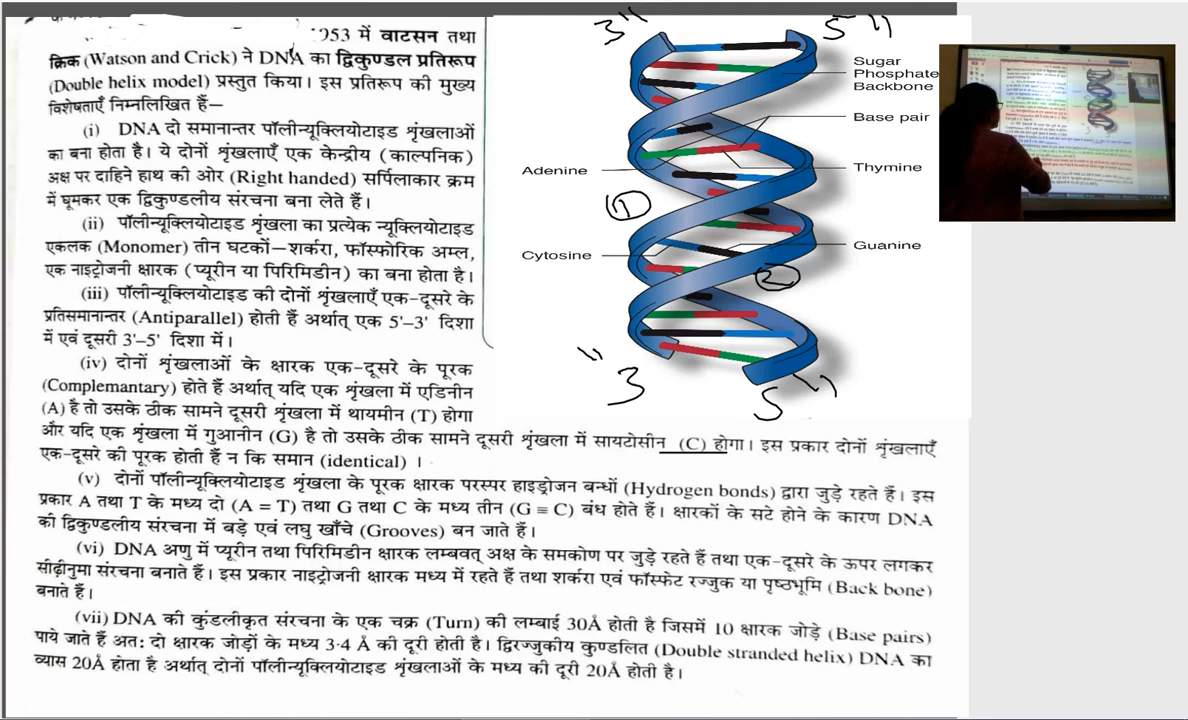 1953 में वाटसन तथा
क्रिक (Watson and Crick) ने DNA का द्विकुण्डल प्रतिरूप
(Double helix model) प्रस्तुत किया। इस प्रतिरूप की मुख्य
विशेषताएँ निम्नलिखित हैं—
(i) DNA दो समानान्तर पॉलीन्यूक्लियोटाइड शृंखलाओं
का बना होता है। ये दोनों शृंखलाएँ एक केन्द्रीय (काल्पनिक)
अक्ष पर दाहिने हाथ की ओर (Right handed) सर्पिलाकार क्रम
में घूमकर एक द्विकुण्डलीय संरचना बना लेते हैं।
(ii) पॉलीन्यूक्लियोटाइड शृंखला का प्रत्येक न्यूक्लियोटाइड
एकलक (Monomer) तीन घटकों—शर्करा, फॉस्फोरिक अम्ल,
एक नाइट्रोजनी क्षारक (प्यूरीन या पिरिमिडीन) का बना होता है।
(iii) पॉलीन्यूक्लियोटाइड की दोनों शृंखलाएँ एक-दूसरे के
प्रतिसमानान्तर (Antiparallel) होती हैं अर्थात् एक 5'–3' दिशा
में एवं दूसरी 3'–5' दिशा में।
(iv) दोनों शृंखलाओं के क्षारक एक-दूसरे के पूरक
(Complemantary) होते हैं अर्थात् यदि एक शृंखला में एडिनीन
(A) है तो उसके ठीक सामने दूसरी शृंखला में थायमीन (T) होगा
और यदि एक शृंखला में गुआनीन (G) है तो उसके ठीक सामने दूसरी शृंखला में सायटोसीन (C) होगा। इस प्रकार दोनों शृंखलाएँ
एक-दूसरे की पूरक होती हैं न कि समान (identical) ।
(v) दोनों पॉलीन्यूक्लियोटाइड शृंखला के पूरक क्षारक परस्पर हाइड्रोजन बन्धों (Hydrogen bonds) द्वारा जुड़े रहते हैं। इस
प्रकार A तथा T के मध्य दो (A = T) तथा G तथा C के मध्य तीन (G ≡ C) बंध होते हैं। क्षारकों के सटे होने के कारण DNA
की द्विकुण्डलीय संरचना में बड़े एवं लघु खाँचे (Grooves) बन जाते हैं।
(vi) DNA अणु में प्यूरीन तथा पिरिमिडीन क्षारक लम्बवत् अक्ष के समकोण पर जुड़े रहते हैं तथा एक-दूसरे के ऊपर लगकर
सीढ़ीनुमा संरचना बनाते हैं। इस प्रकार नाइट्रोजनी क्षारक मध्य में रहते हैं तथा शर्करा एवं फॉस्फेट रज्जुक या पृष्ठभूमि (Back bone)
बनाते हैं।
(vii) DNA की कुंडलीकृत संरचना के एक चक्र (Turn) की लम्बाई 30Å होती है जिसमें 10 क्षारक जोड़े (Base pairs)
पाये जाते हैं अत: दो क्षारक जोड़ों के मध्य 3·4 Å की दूरी होती है। द्विरज्जुकीय कुण्डलित (Double stranded helix) DNA का
व्यास 20Å होता है अर्थात् दोनों पॉलीन्यूक्लियोटाइड शृंखलाओं के मध्य की दूरी 20Å होती है।
3"
5"
Sugar
Phosphate
Backbone
Base pair
Adenine
Thymine
1
Cytosine
Guanine
2
" 3
5"